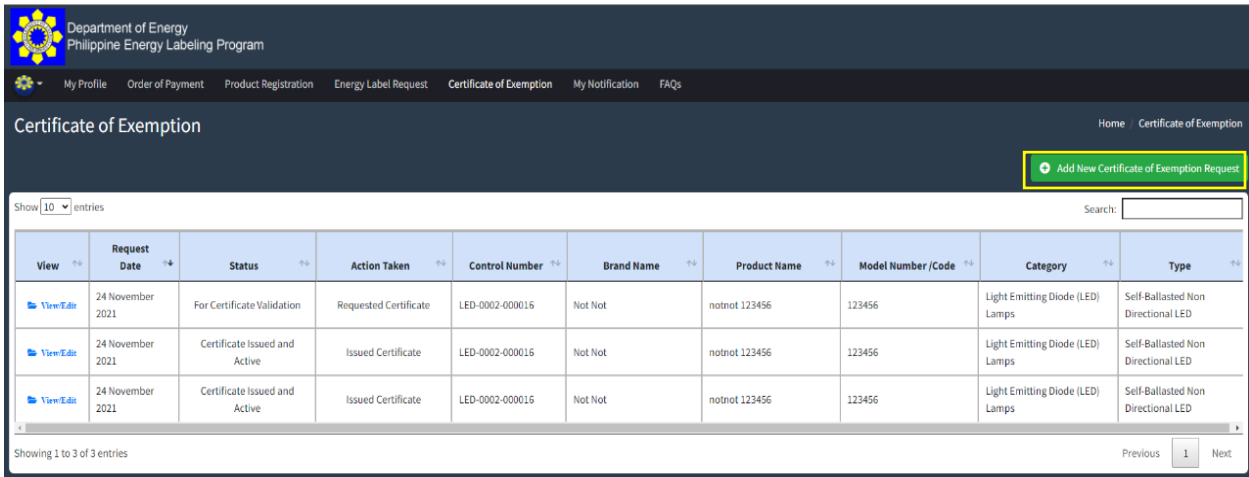 Department of Energy
Philippine Energy Labeling Program
My Profile Order of Payment Product Registration Energy Label Request Certificate of Exemption My Notification FAQs
Certificate of Exemption
Home / Certificate of Exemption
Add New Certificate of Exemption Request
Show 10 entries
Search:
View Request Date Status Action Taken Control Number Brand Name Product Name Model Number /Code Category Type
View/Edit 24 November 2021 For Certificate Validation Requested Certificate LED-0002-000016 Not Not notnot 123456 123456 Light Emitting Diode (LED) Lamps Self-Ballasted Non Directional LED
View/Edit 24 November 2021 Certificate Issued and Active Issued Certificate LED-0002-000016 Not Not notnot 123456 123456 Light Emitting Diode (LED) Lamps Self-Ballasted Non Directional LED
View/Edit 24 November 2021 Certificate Issued and Active Issued Certificate LED-0002-000016 Not Not notnot 123456 123456 Light Emitting Diode (LED) Lamps Self-Ballasted Non Directional LED
Showing 1 to 3 of 3 entries
Previous 1 Next